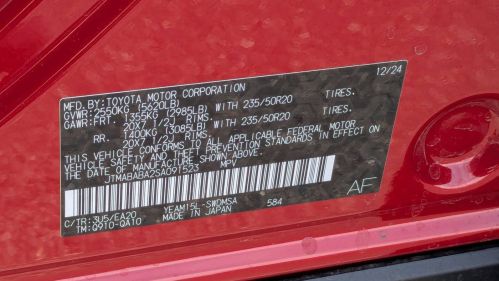 MFD.BY:TOYOTA MOTOR CORPORATION 12/24
GVWR:2550KG (5620LB)
GAWR:FRT. 1355KG (2985LB) WITH 235/50R20 TIRES.
20X7 1/2J RIMS.
RR. 1400KG (3085LB) WITH 235/50R20 TIRES.
20X7 1/2J RIMS.
THIS VEHICLE CONFORMS TO ALL APPLICABLE FEDERAL MOTOR
VEHICLE SAFETY AND THEFT PREVENTION STANDARDS IN EFFECT ON
THE DATE OF MANUFACTURE SHOWN ABOVE.
JTMABABA2SA091523 MPV
C/TR:3U5/EA20 YEAM15L-SWDMSA 584 AF
TM:Q910-QA10 MADE IN JAPAN